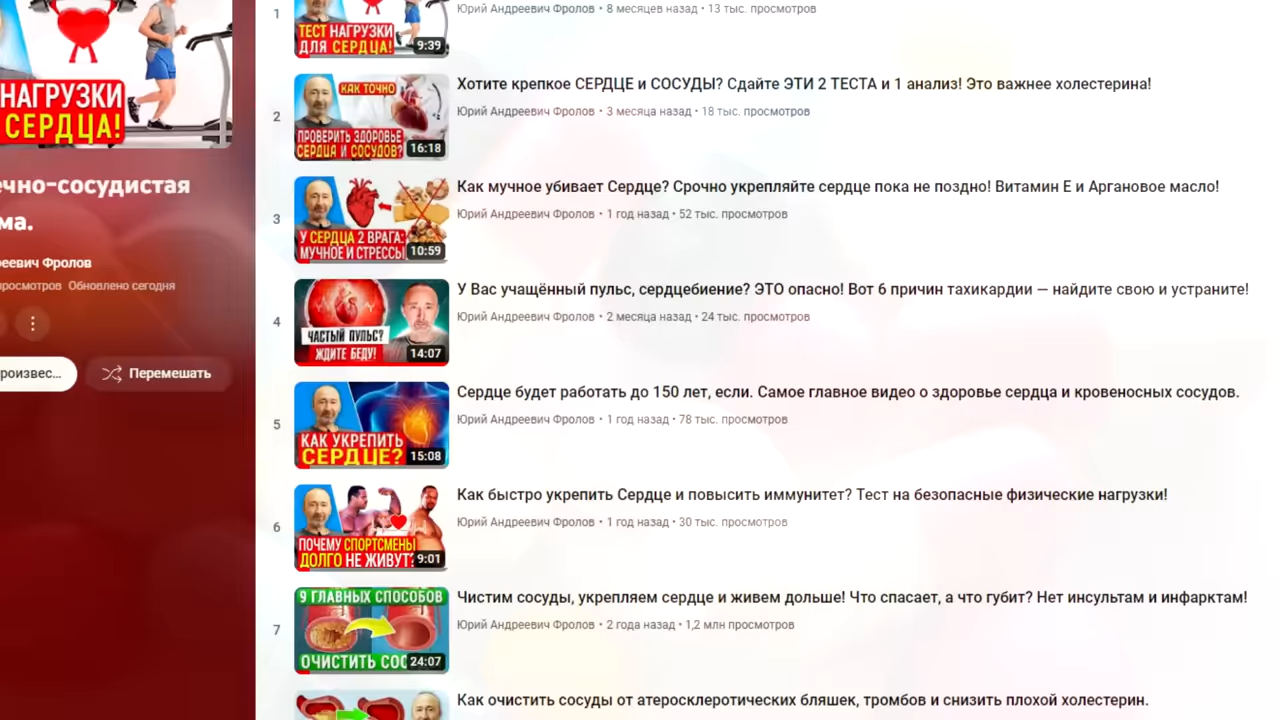 НАГРУЗКИ
СЕРДЦА!
ечно-сосудистая
ма.
реевич Фролов
просмотров Обновлено сегодня
роизвес...
Перемешать
1
ТЕСТ НАГРУЗКИ
ДЛЯ СЕРДЦА!
9:39
Юрий Андреевич Фролов • 8 месяцев назад • 13 тыс. просмотров
2
КАК ТОЧНО
ПРОВЕРИТЬ ЗДОРОВЬЕ
СЕРДЦА И СОСУДОВ?
16:18
Хотите крепкое СЕРДЦЕ и СОСУДЫ? Сдайте ЭТИ 2 ТЕСТА и 1 анализ! Это важнее холестерина!
Юрий Андреевич Фролов • 3 месяца назад • 18 тыс. просмотров
3
У СЕРДЦА 2 ВРАГА:
МУЧНОЕ И СТРЕССЫ
10:59
Как мучное убивает Сердце? Срочно укрепляйте сердце пока не поздно! Витамин Е и Аргановое масло!
Юрий Андреевич Фролов • 1 год назад • 52 тыс. просмотров
4
ЧАСТЫЙ ПУЛЬС?
ЖДИТЕ БЕДУ!
14:07
У Вас учащённый пульс, сердцебиение? ЭТО опасно! Вот 6 причин тахикардии — найдите свою и устраните!
Юрий Андреевич Фролов • 2 месяца назад • 24 тыс. просмотров
5
КАК УКРЕПИТЬ
СЕРДЦЕ?
15:08
Сердце будет работать до 150 лет, если. Самое главное видео о здоровье сердца и кровеносных сосудов.
Юрий Андреевич Фролов • 1 год назад • 78 тыс. просмотров
6
ПОЧЕМУ СПОРТСМЕНЫ
ДОЛГО НЕ ЖИВУТ?
9:01
Как быстро укрепить Сердце и повысить иммунитет? Тест на безопасные физические нагрузки!
Юрий Андреевич Фролов • 1 год назад • 30 тыс. просмотров
7
9 ГЛАВНЫХ СПОСОБОВ
ОЧИСТИТЬ СОС
24:07
Чистим сосуды, укрепляем сердце и живем дольше! Что спасает, а что губит? Нет инсультам и инфарктам!
Юрий Андреевич Фролов • 2 года назад • 1,2 млн просмотров
Как очистить сосуды от атеросклеротических бляшек, тромбов и снизить плохой холестерин.